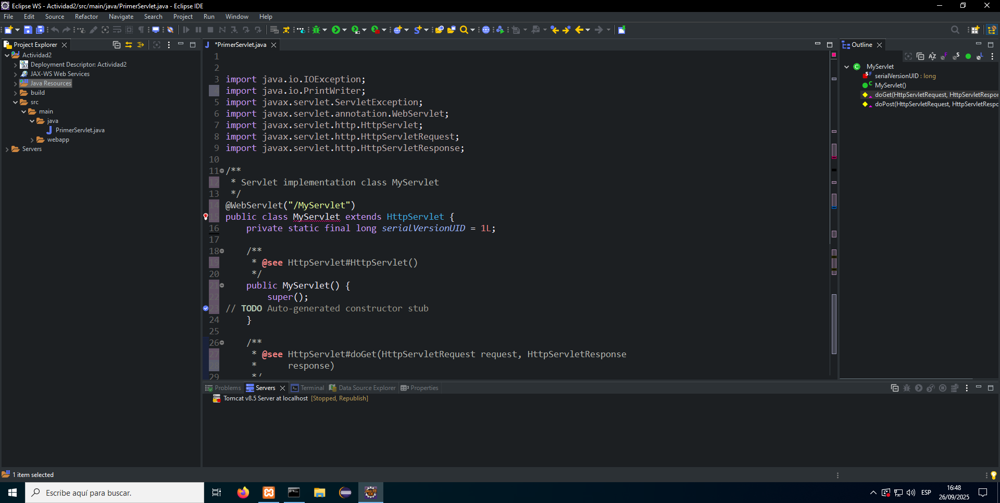 Eclipse WS - Actividad2/src/main/java/PrimerServlet.java - Eclipse IDE
File Edit Source Refactor Navigate Search Project Run Window Help
Project Explorer
Actividad2
Deployment Descriptor: Actividad2
JAX-WS Web Services
Java Resources
build
src
main
java
PrimerServlet.java
webapp
Servers
*PrimerServlet.java
1
2
3 import java.io.IOException;
4 import java.io.PrintWriter;
5 import javax.servlet.ServletException;
6 import javax.servlet.annotation.WebServlet;
7 import javax.servlet.http.HttpServlet;
8 import javax.servlet.http.HttpServletRequest;
9 import javax.servlet.http.HttpServletResponse;
10
11 /**
12 * Servlet implementation class MyServlet
13 */
14 @WebServlet("/MyServlet")
15 public class MyServlet extends HttpServlet {
16 private static final long serialVersionUID = 1L;
17
18 /**
19 * @see HttpServlet#HttpServlet()
20 */
21 public MyServlet() {
22 super();
23 // TODO Auto-generated constructor stub
24 }
25
26 /**
27 * @see HttpServlet#doGet(HttpServletRequest request, HttpServletResponse
28 * response)
29 */
Outline
MyServlet
serialVersionUID : long
MyServlet()
doGet(HttpServletRequest, HttpServletRespor
doPost(HttpServletRequest, HttpServletRespo
Problems Servers Terminal Data Source Explorer Properties
Tomcat v8.5 Server at localhost [Stopped, Republish]
1 item selected
Escribe aquí para buscar.
Java EE IDE
ESP
16:48
26/09/2025